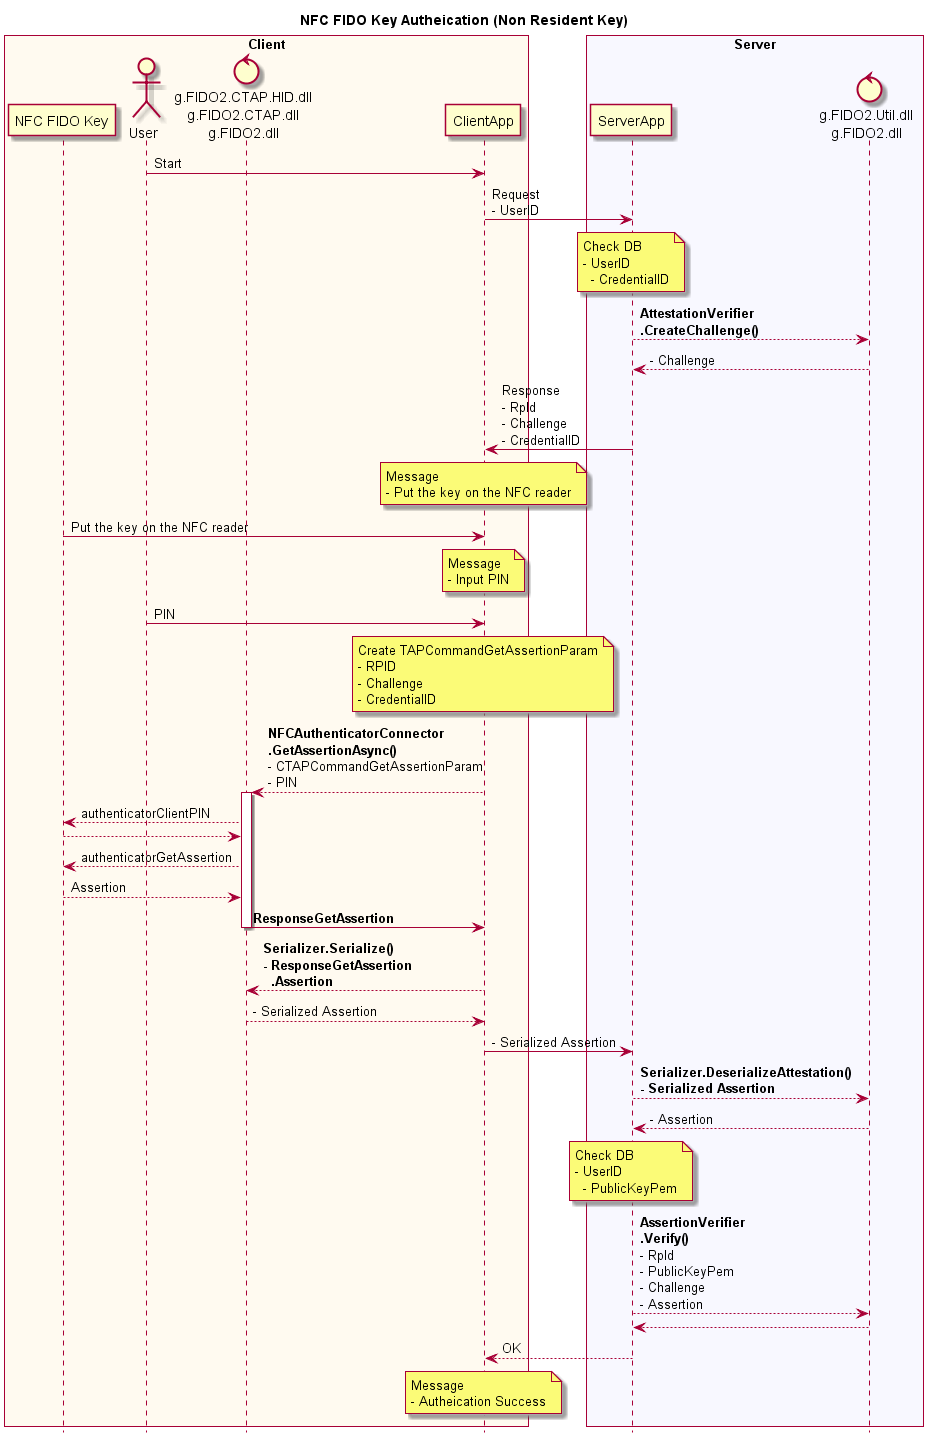 NFC FIDO Key Autheication (Non Resident Key)
Client
Server
NFC FIDO Key
User
g.FIDO2.CTAP.HID.dll
g.FIDO2.CTAP.dll
g.FIDO2.dll
ClientApp
ServerApp
g.FIDO2.Util.dll
g.FIDO2.dll
Start
Request
- UserID
Check DB
- UserID
- CredentialID
AttestationVerifier
.CreateChallenge()
- Challenge
Response
- RpId
- Challenge
- CredentialID
Message
- Put the key on the NFC reader
Put the key on the NFC reader
Message
- Input PIN
PIN
Create TAPCommandGetAssertionParam
- RPID
- Challenge
- CredentialID
NFCAuthenticatorConnector
.GetAssertionAsync()
- CTAPCommandGetAssertionParam
- PIN
authenticatorClientPIN
authenticatorGetAssertion
Assertion
ResponseGetAssertion
Serializer.Serialize()
- ResponseGetAssertion
.Assertion
- Serialized Assertion
- Serialized Assertion
Serializer.DeserializeAttestation()
- Serialized Assertion
- Assertion
Check DB
- UserID
- PublicKeyPem
AssertionVerifier
.Verify()
- RpId
- PublicKeyPem
- Challenge
- Assertion
OK
Message
- Autheication Success